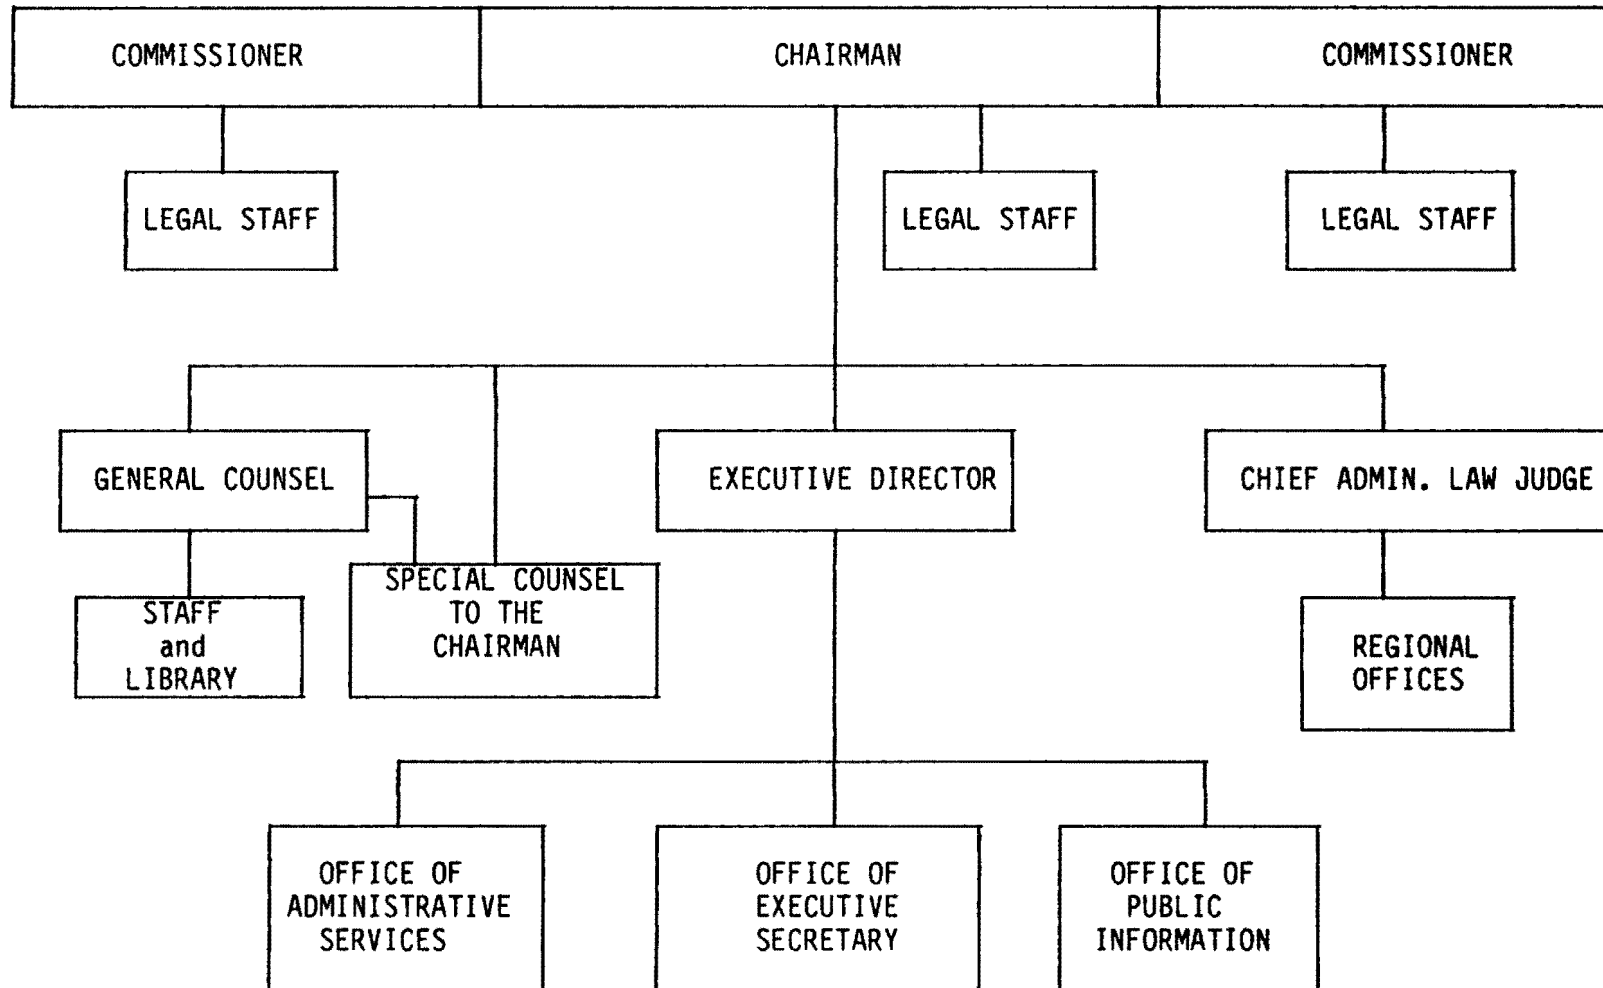 COMMISSIONER
CHAIRMAN
COMMISSIONER
LEGAL STAFF
LEGAL STAFF
LEGAL STAFF
GENERAL COUNSEL
EXECUTIVE DIRECTOR
CHIEF ADMIN. LAW JUDGE
STAFF
and
LIBRARY
SPECIAL COUNSEL
TO THE
CHAIRMAN
REGIONAL
OFFICES
OFFICE OF
ADMINISTRATIVE
SERVICES
OFFICE OF
EXECUTIVE
SECRETARY
OFFICE OF
PUBLIC
INFORMATION